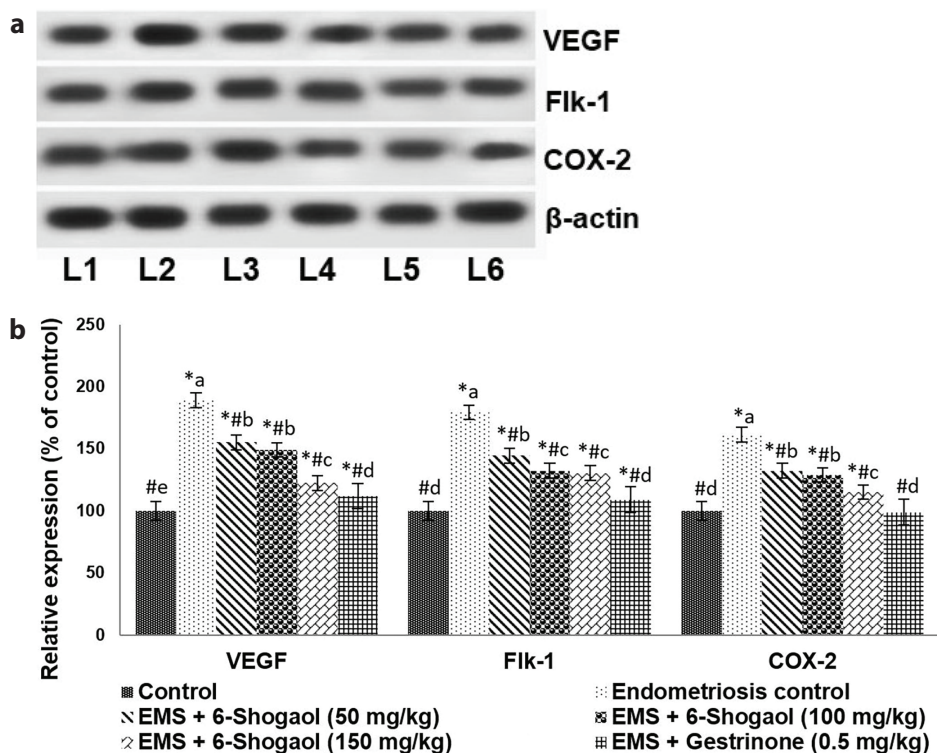 a
VEGF
Flk-1
COX-2
β-actin
L1 L2 L3 L4 L5 L6
b
Relative expression (% of control)
250
200
150
100
50
0
#e *a *#b *#b *#c *#d
#d *a *#b *#c *#c *#d
#d *a *#b *#b *#c #d
VEGF Flk-1 COX-2
Control Endometriosis control
EMS + 6-Shogaol (50 mg/kg) EMS + 6-Shogaol (100 mg/kg)
EMS + 6-Shogaol (150 mg/kg) EMS + Gestrinone (0.5 mg/kg)